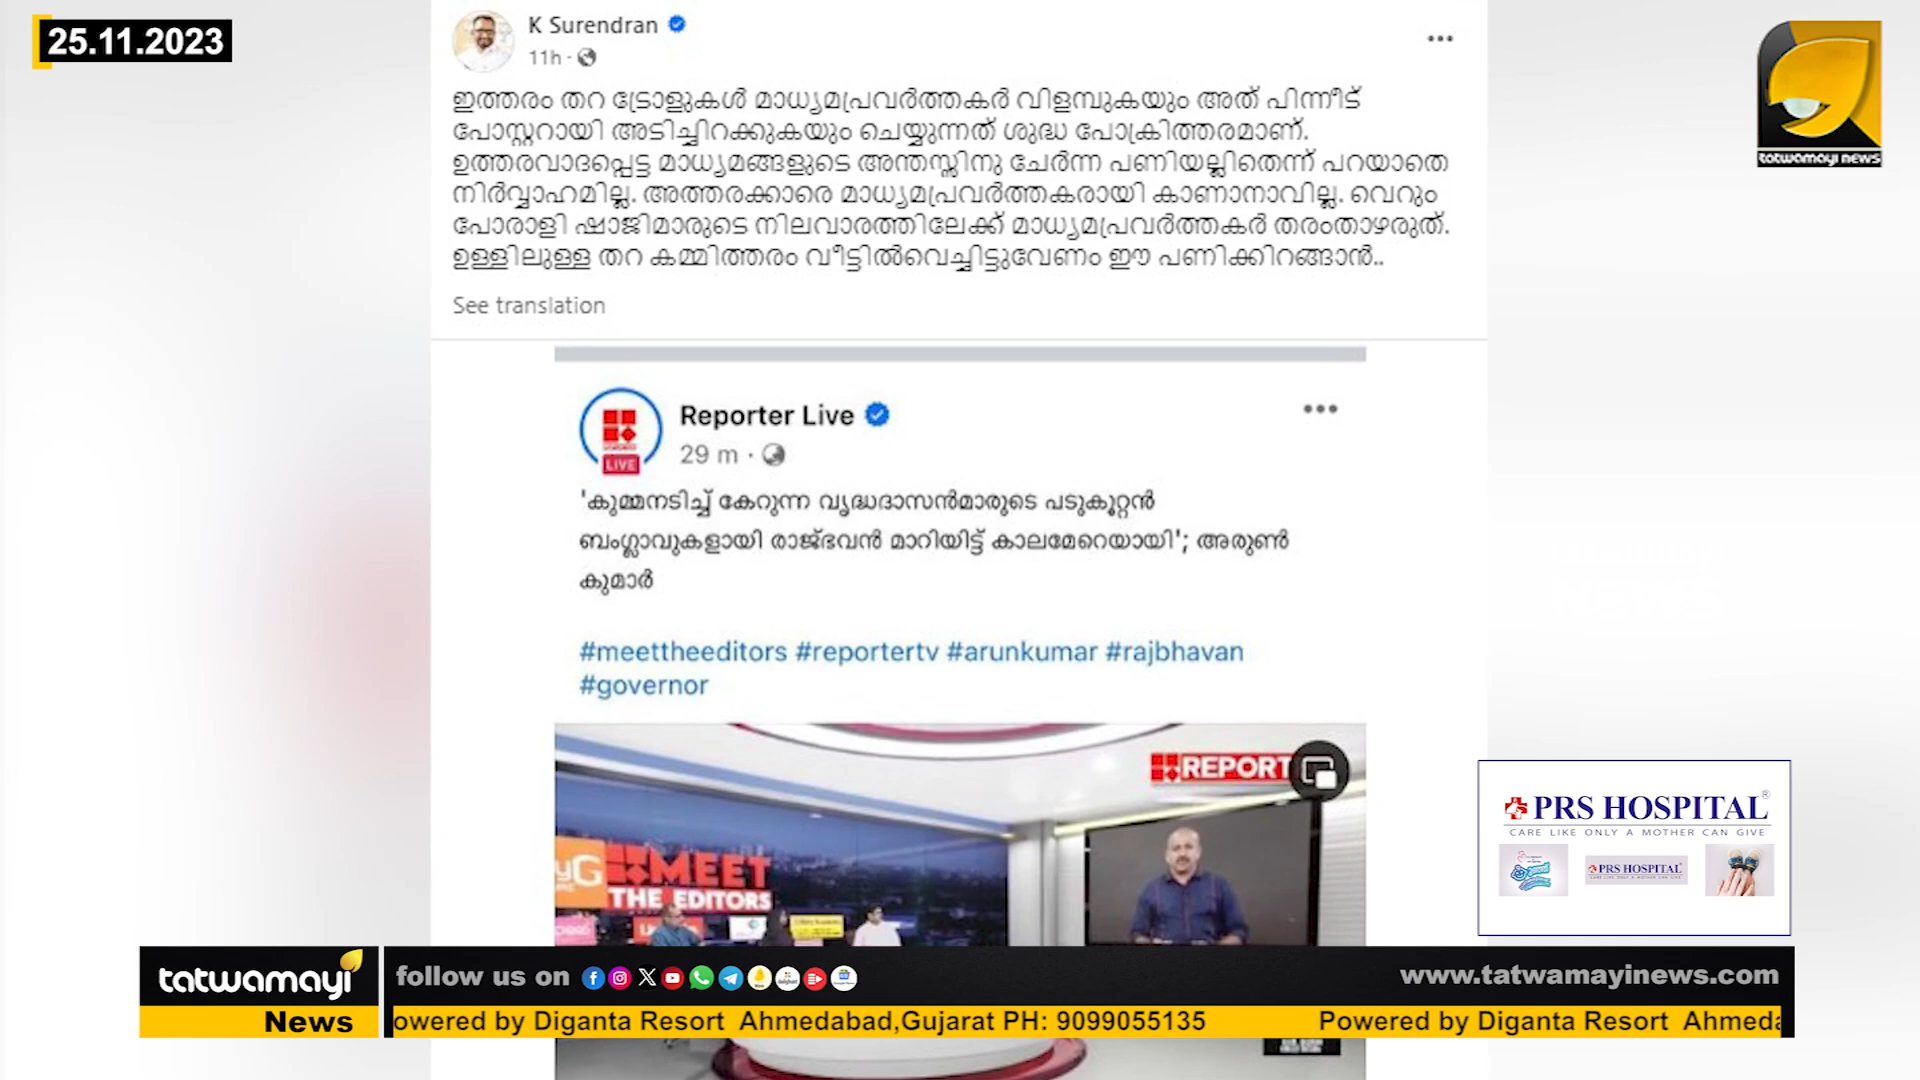 25.11.2023
K Surendran
11h
ഇത്തരം തറ ട്രോളുകൾ മാധ്യമപ്രവർത്തകർ വിളമ്പുകയും അത് പിന്നീട്
പോസ്റ്ററായി അടിച്ചിറക്കുകയും ചെയ്യുന്നത് ശുദ്ധ പോക്രിത്തരമാണ്.
ഉത്തരവാദപ്പെട്ട മാധ്യമങ്ങളുടെ അന്തസ്സിനു ചേർന്ന പണിയല്ലിതെന്ന് പറയാതെ
നിർവ്വാഹമില്ല. അത്തരക്കാരെ മാധ്യമപ്രവർത്തകരായി കാണാനാവില്ല. വെറും
പോരാളി ഷാജിമാരുടെ നിലവാരത്തിലേക്ക് മാധ്യമപ്രവർത്തകർ തരംതാഴരുത്.
ഉള്ളിലുള്ള തറ കമ്മിത്തരം വീട്ടിൽവെച്ചിട്ടുവേണം ഈ പണിക്കിറങ്ങാൻ..
See translation
tatwamayi news
Reporter Live
LIVE
29 m
'കുമ്മനടിച്ച് കേറുന്ന വൃദ്ധദാസൻമാരുടെ പടുകൂറ്റൻ
ബംഗ്ലാവുകളായി രാജ്ഭവൻ മാറിയിട്ട് കാലമേറെയായി'; അരുൺ
കുമാർ
#meettheeditors #reportertv #arunkumar #rajbhavan
#governor
REPORT
MEET
THE EDITORS
PRS HOSPITAL®
CARE LIKE ONLY A MOTHER CAN GIVE
PRS HOSPITAL
tatwamayi
News
follow us on
www.tatwamayinews.com
owered by Diganta Resort Ahmedabad,Gujarat PH: 9099055135
Powered by Diganta Resort Ahmeda